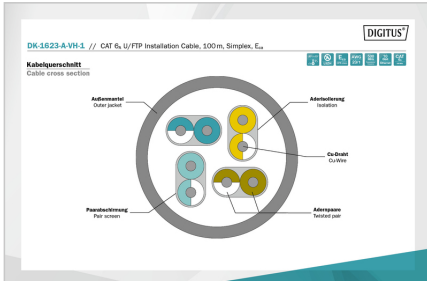 DIGITUS®
DK-1623-A-VH-1 // CAT 6A U/FTP Installation Cable, 100 m, Simplex, Eca
Kabelquerschnitt
Cable cross section
Außenmantel
Outer jacket
Aderisolierung
Isolation
Cu-Draht
Cu-Wire
Paarabschirmung
Pair screen
Adernpaare
Twisted pair